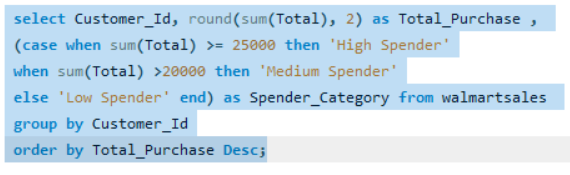 select Customer_Id, round(sum(Total), 2) as Total_Purchase ,
(case when sum(Total) >= 25000 then 'High Spender'
when sum(Total) >20000 then 'Medium Spender'
else 'Low Spender' end) as Spender_Category from walmartsales
group by Customer_Id
order by Total_Purchase Desc;